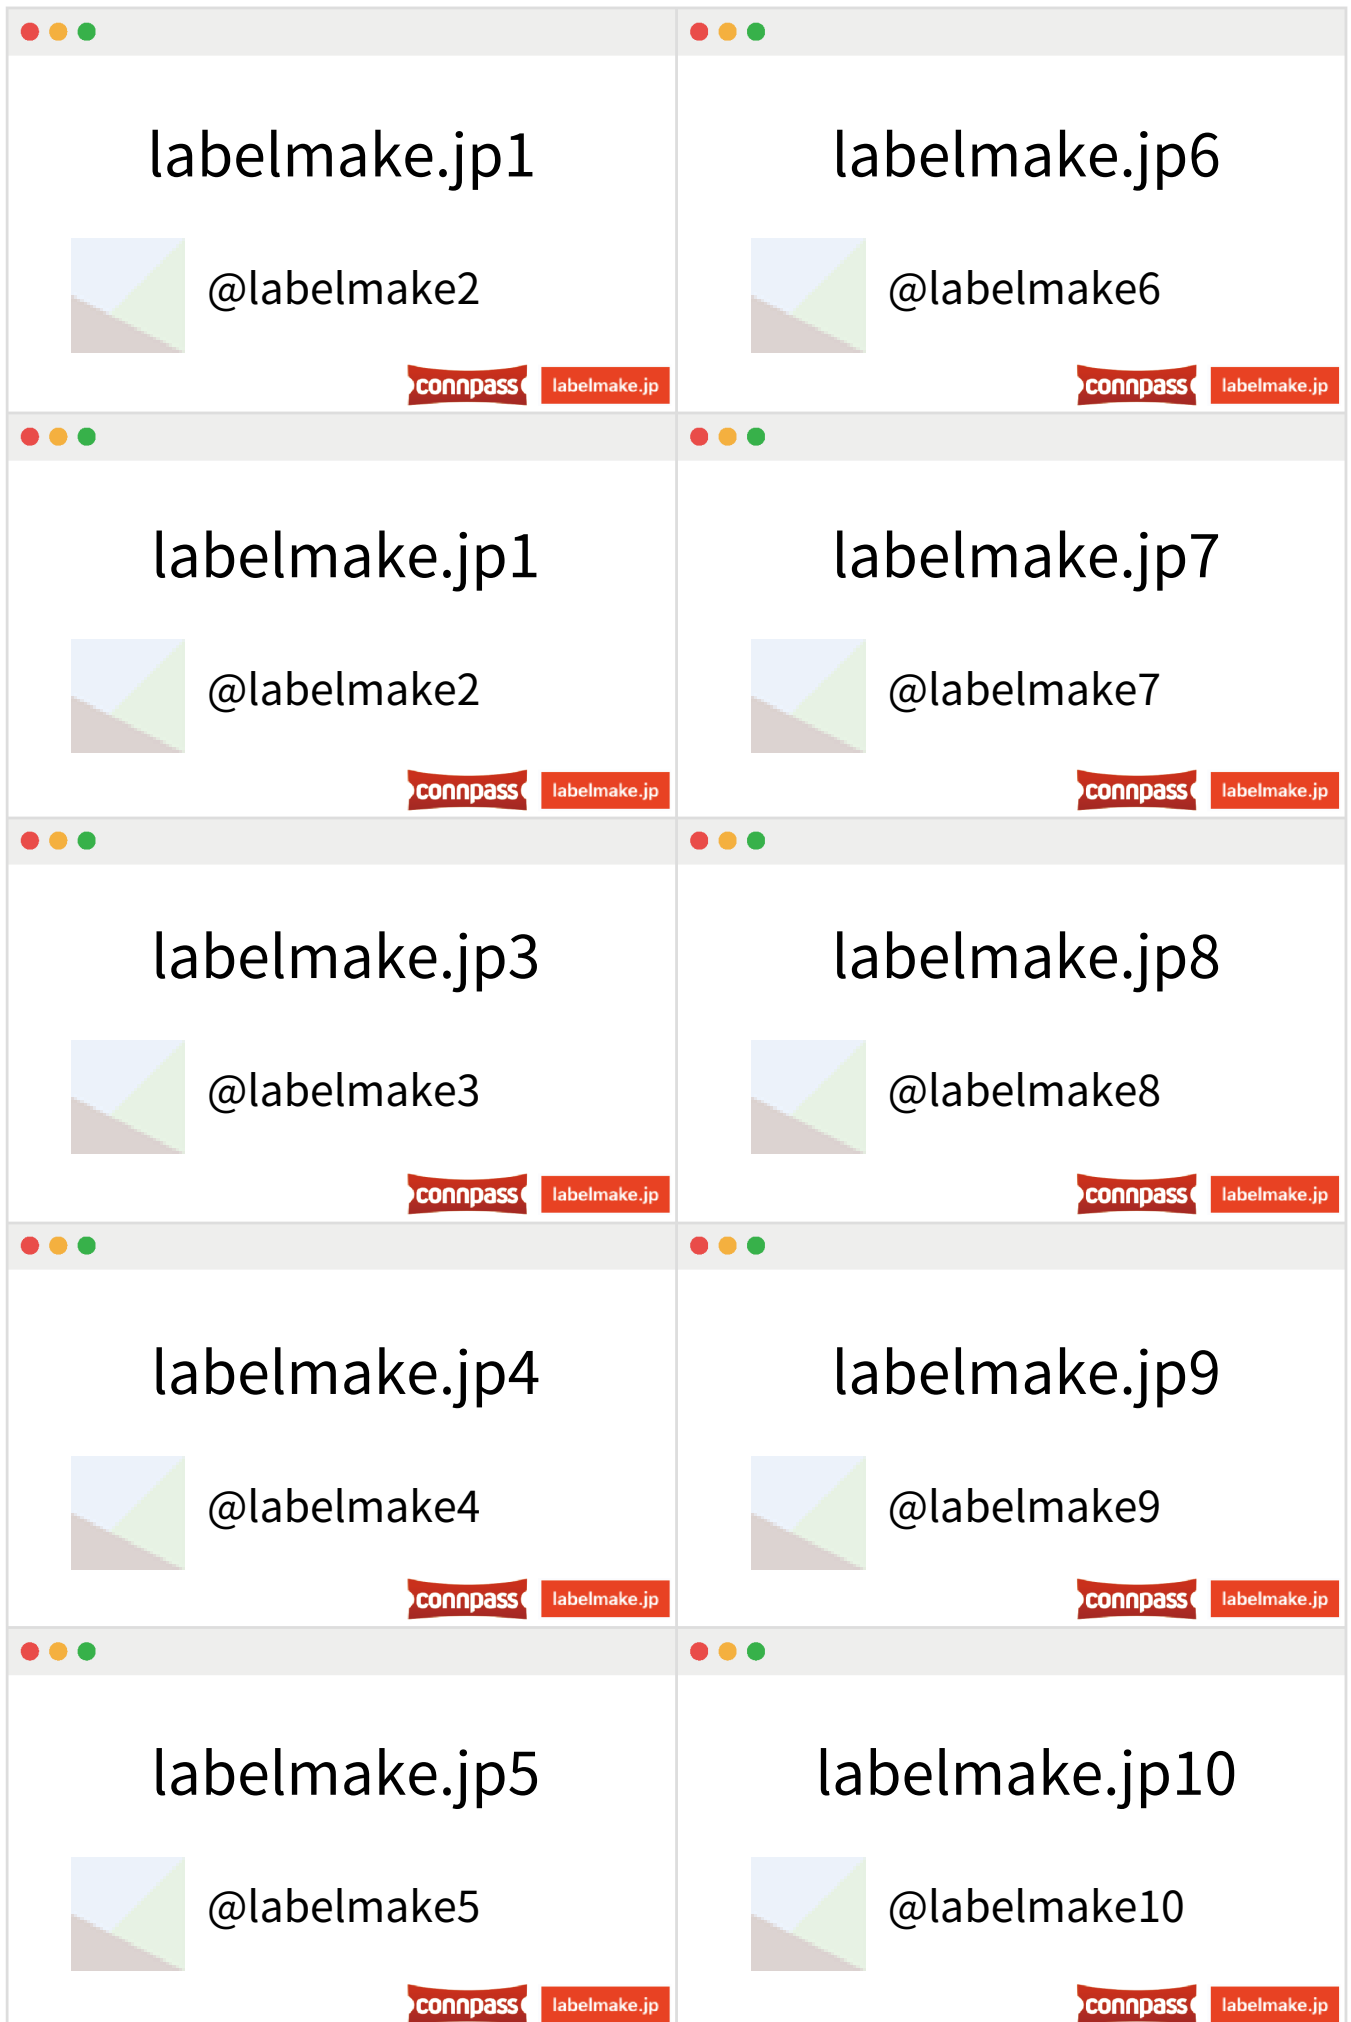 labelmake.jp1
@labelmake2
connpass labelmake.jp
labelmake.jp6
@labelmake6
connpass labelmake.jp
labelmake.jp1
@labelmake2
connpass labelmake.jp
labelmake.jp7
@labelmake7
connpass labelmake.jp
labelmake.jp3
@labelmake3
connpass labelmake.jp
labelmake.jp8
@labelmake8
connpass labelmake.jp
labelmake.jp4
@labelmake4
connpass labelmake.jp
labelmake.jp9
@labelmake9
connpass labelmake.jp
labelmake.jp5
@labelmake5
connpass labelmake.jp
labelmake.jp10
@labelmake10
connpass labelmake.jp